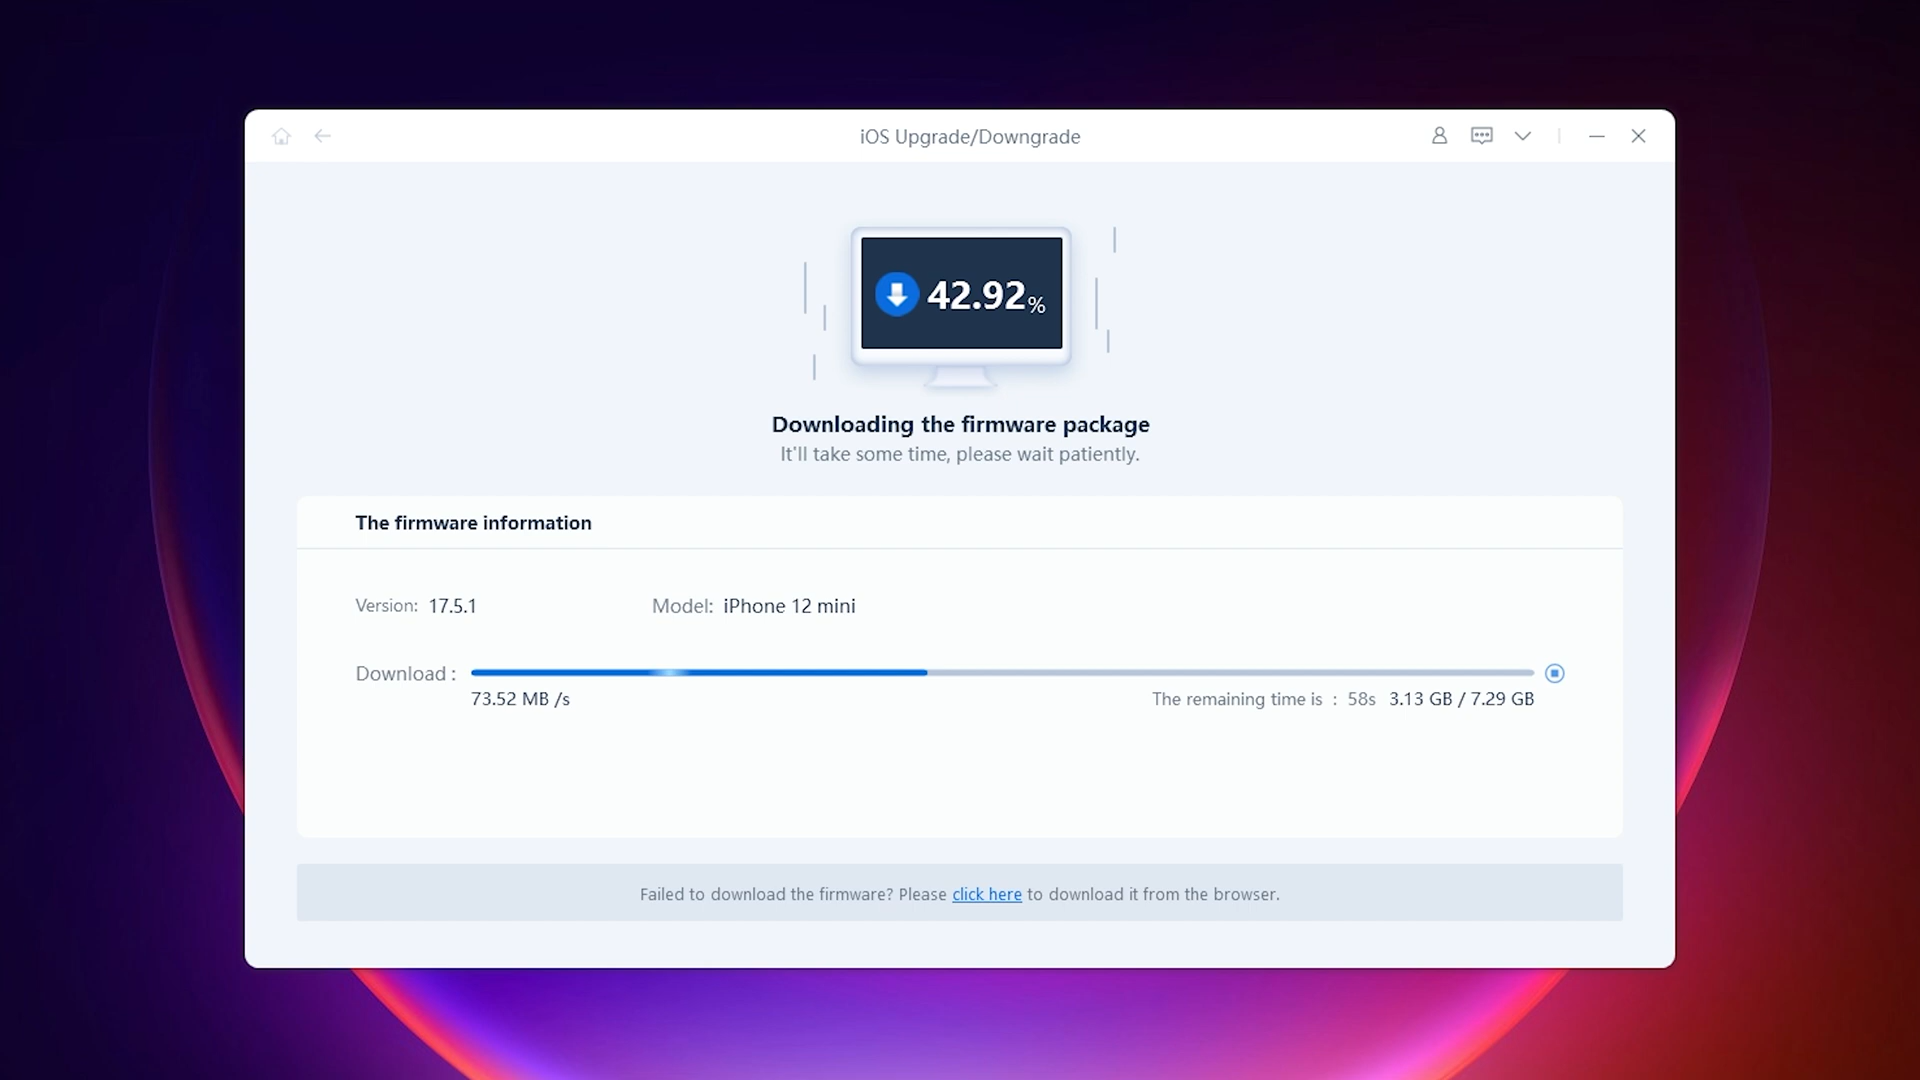 iOS Upgrade/Downgrade
42.92%
Downloading the firmware package
It'll take some time, please wait patiently.
The firmware information
Version: 17.5.1 Model: iPhone 12 mini
Download :
73.52 MB /s The remaining time is : 58s 3.13 GB / 7.29 GB
Failed to download the firmware? Please click here to download it from the browser.